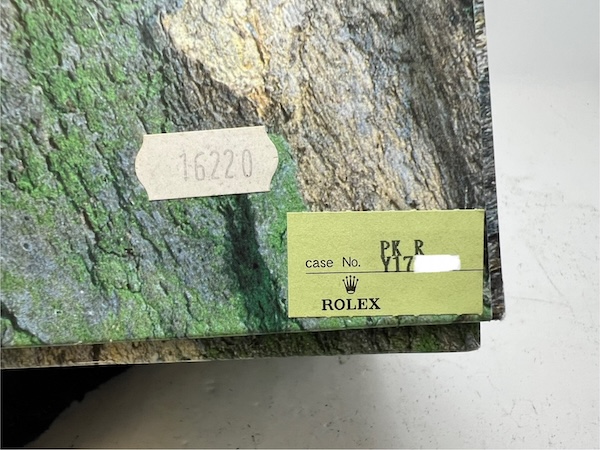 16220
PK R
case No. Y17
ROLEX